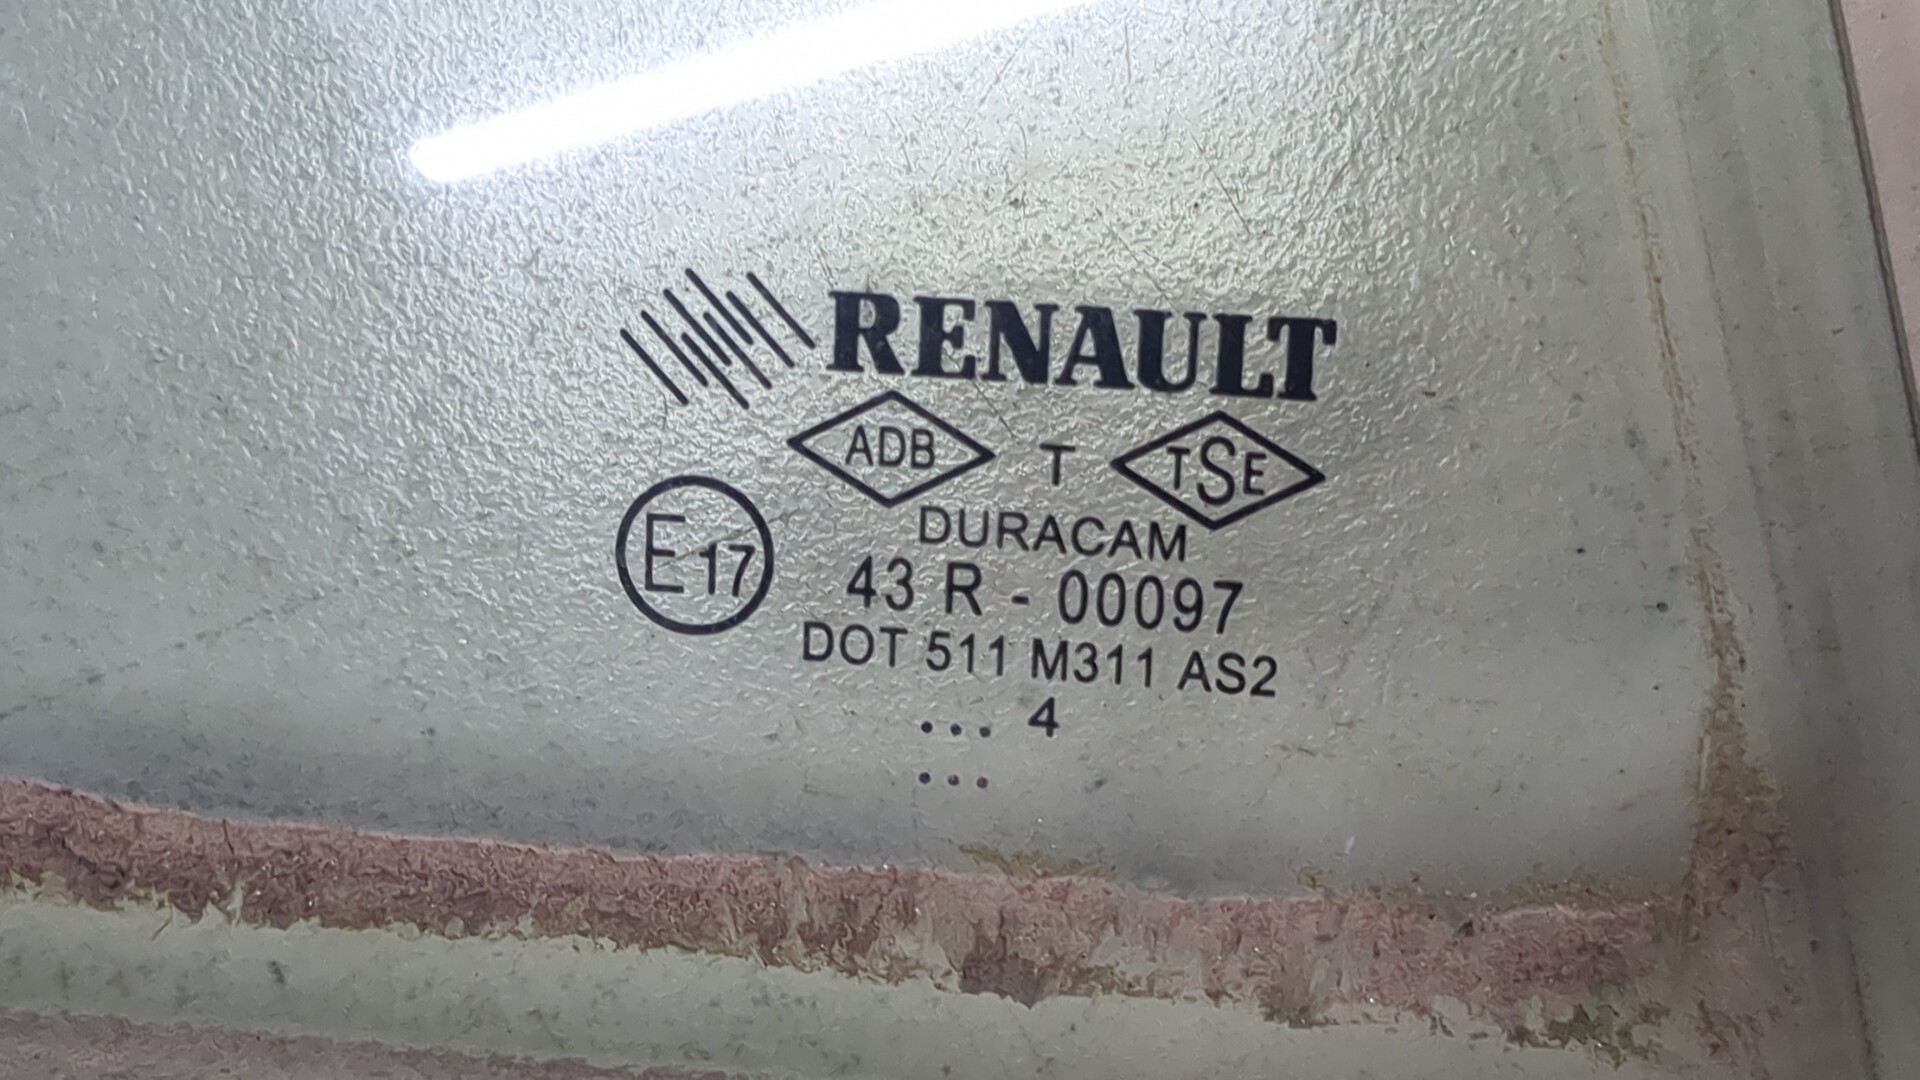 RENAULT
ADB T TSE
DURACAM
E17 43 R - 00097
DOT 511 M311 AS2
... 4
...